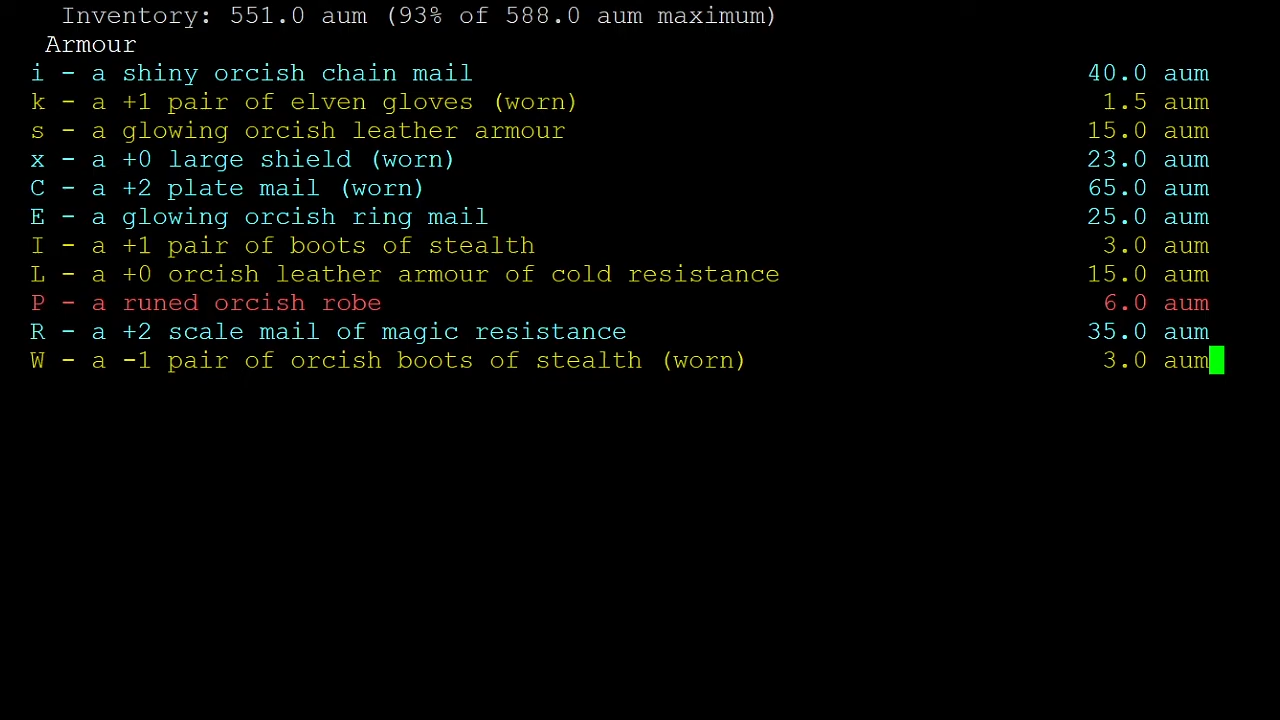 Inventory: 551.0 aum (93% of 588.0 aum maximum)
Armour
i - a shiny orcish chain mail 40.0 aum
k - a +1 pair of elven gloves (worn) 1.5 aum
s - a glowing orcish leather armour 15.0 aum
x - a +0 large shield (worn) 23.0 aum
C - a +2 plate mail (worn) 65.0 aum
E - a glowing orcish ring mail 25.0 aum
I - a +1 pair of boots of stealth 3.0 aum
L - a +0 orcish leather armour of cold resistance 15.0 aum
P - a runed orcish robe 6.0 aum
R - a +2 scale mail of magic resistance 35.0 aum
W - a -1 pair of orcish boots of stealth (worn) 3.0 aum